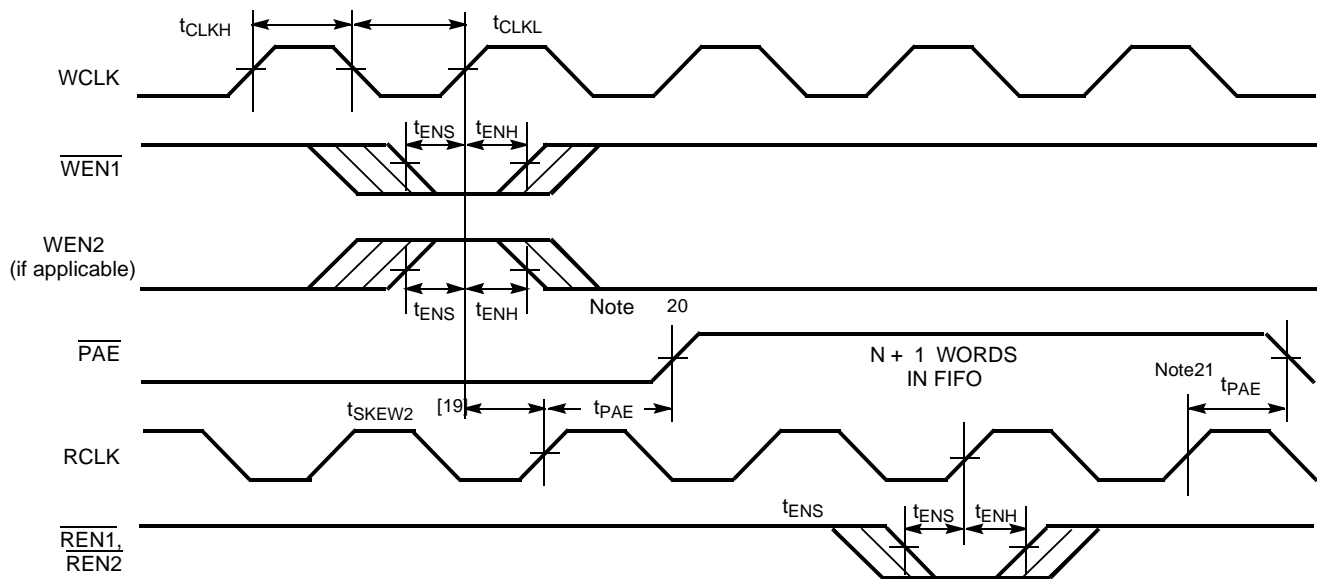 tCLKH
tCLKL
WCLK
tENS
tENH
WEN1
WEN2
(if applicable)
tENS
tENH
Note 20
PAE
N + 1 WORDS
IN FIFO
Note21
tPAE
tSKEW2
[19]
tPAE
RCLK
tENS
tENS
tENH
REN1,
REN2